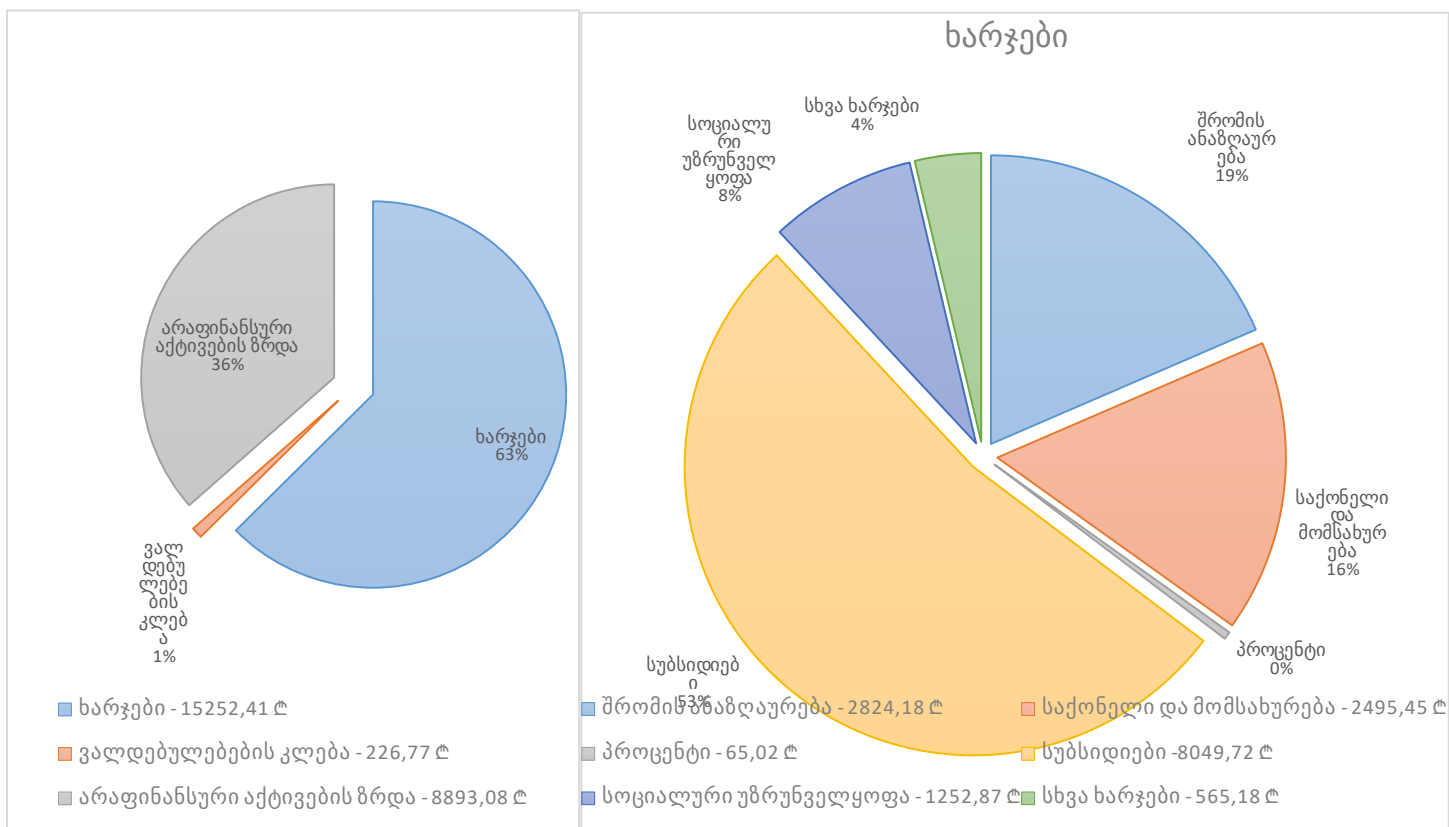 არაფინანსური
აქტივების ზრდა
36%
ხარჯები
63%
ვალ
დებუ
ლებე
ბის
კლებ
ა
1%
ხარჯები - 15252,41 ₾
ვალდებულებების კლება - 226,77 ₾
არაფინანსური აქტივების ზრდა - 8893,08 ₾
ხარჯები
სხვა ხარჯები
4%
სოციალუ
რი
უზრუნველ
ყოფა
8%
შრომის
ანაზღაურ
ება
19%
საქონელი
და
მომსახურ
ება
16%
პროცენტი
0%
სუბსიდიებ
ი
53%
შრომის ანაზღაურება - 2824,18 ₾
საქონელი და მომსახურება - 2495,45 ₾
პროცენტი - 65,02 ₾
სუბსიდიები -8049,72 ₾
სოციალური უზრუნველყოფა - 1252,87 ₾
სხვა ხარჯები - 565,18 ₾